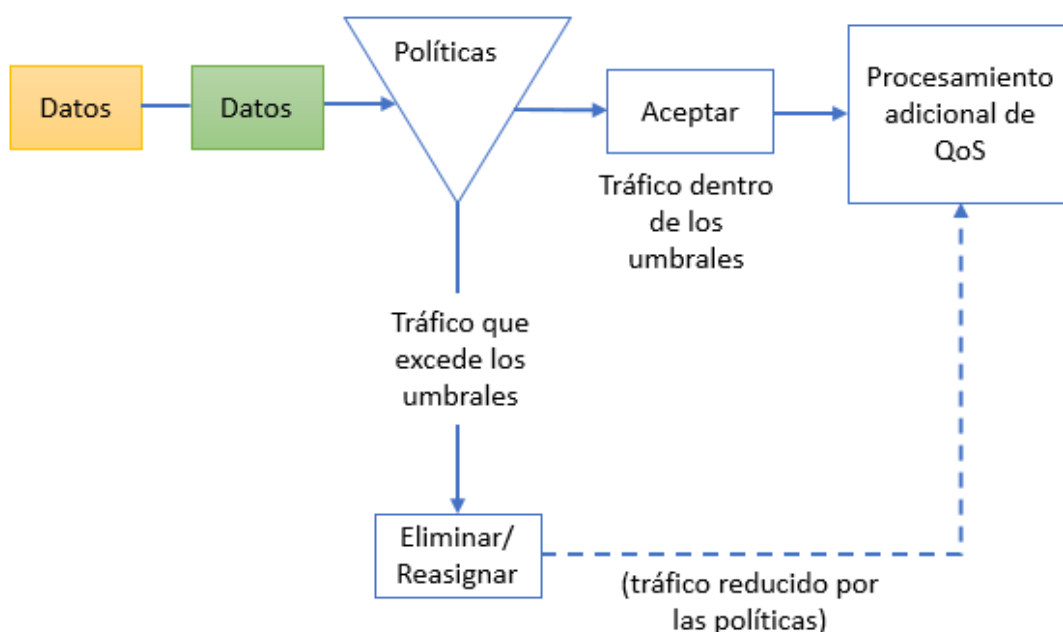 Datos
Datos
Políticas
Aceptar
Procesamiento
adicional de
QoS
Tráfico dentro
de los
umbrales
Tráfico que
excede los
umbrales
Eliminar/
Reasignar
(tráfico reducido por
las políticas)